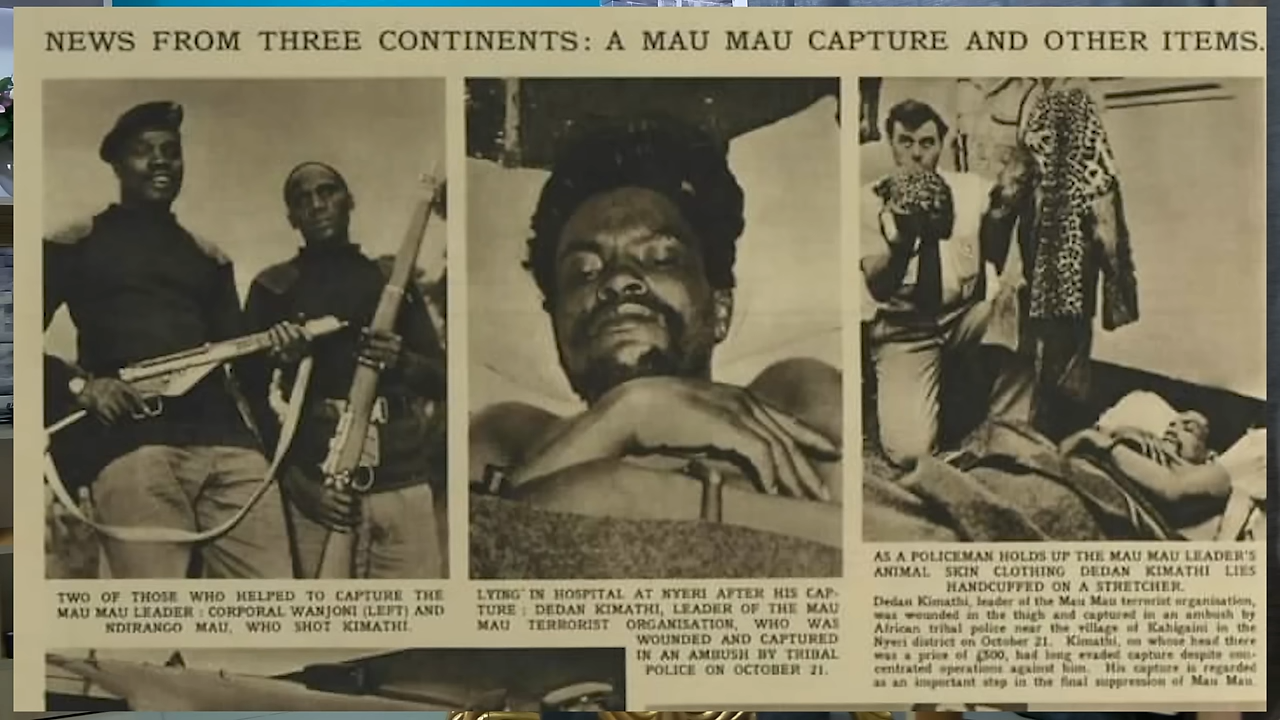 NEWS FROM THREE CONTINENTS: A MAU MAU CAPTURE AND OTHER ITEMS.
TWO OF THOSE WHO HELPED TO CAPTURE THE
MAU MAU LEADER : CORPORAL WANJONI (LEFT) AND
NDIRANGO MAU, WHO SHOT KIMATHI.
LYING IN HOSPITAL AT NYERI AFTER HIS CAP-
TURE : DEDAN KIMATHI, LEADER OF THE MAU
MAU TERRORIST ORGANISATION, WHO WAS
WOUNDED AND CAPTURED
IN AN AMBUSH BY TRIBAL
POLICE ON OCTOBER 21.
AS A POLICEMAN HOLDS UP THE MAU MAU LEADER'S
ANIMAL SKIN CLOTHING DEDAN KIMATHI LIES
HANDCUFFED ON A STRETCHER.
Dedan Kimathi, leader of the Mau Mau terrorist organisation,
was wounded in the thigh and captured in an ambush by
African tribal police near the village of Kahigaini in the
Nyeri district on October 21. Kimathi, on whose head there
was a price of £500, had long evaded capture despite con-
centrated operations against him. His capture is regarded
as an important step in the final suppression of Mau Mau.